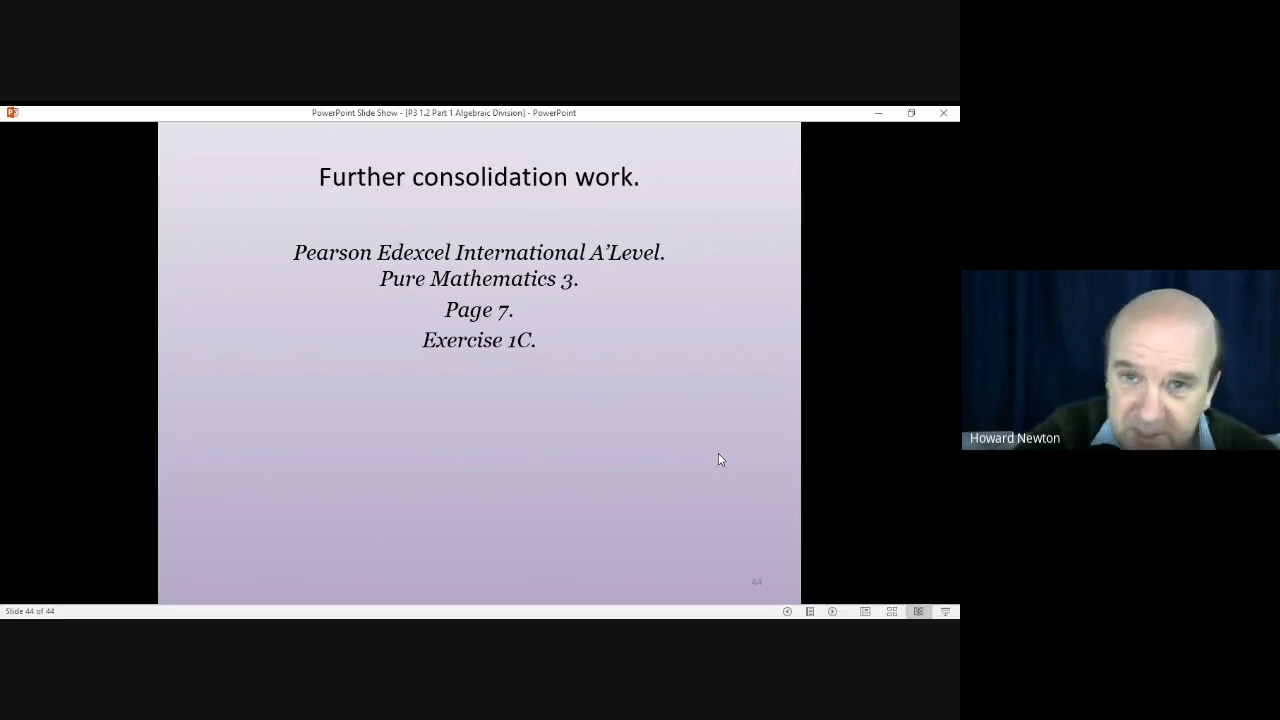 PowerPoint Slide Show - [P3 1.2 Part 1 Algebraic Division] - PowerPoint
Further consolidation work.
Pearson Edexcel International A’Level.
Pure Mathematics 3.
Page 7.
Exercise 1C.
Howard Newton
44
Slide 44 of 44